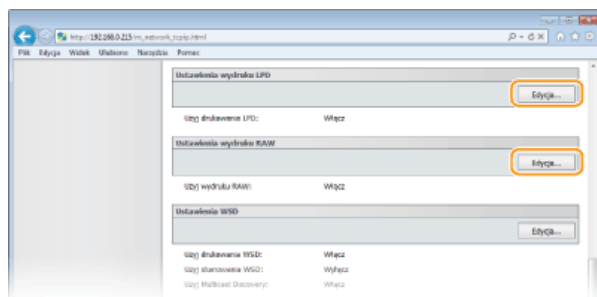 http://192.168.0.215/m_network_tcpip.html
Plik Edycja Widok Ulubione Narzędzia Pomoc
Ustawienia wydruku LPD
Edycja...
Użyj drukowania LPD: Włącz
Ustawienia wydruku RAW
Edycja...
Użyj wydruku RAW: Włącz
Ustawienia WSD
Edycja...
Użyj drukowania WSD: Włącz
Użyj skanowania WSD: Wyłącz
Użyj Multicast Discovery: Włącz